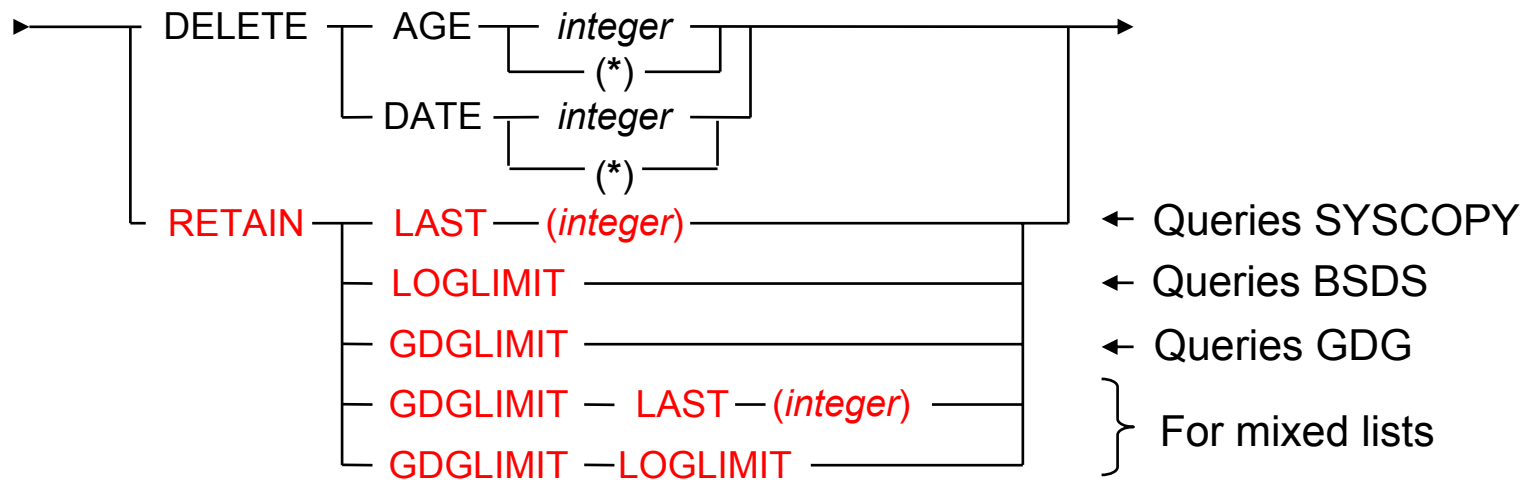 DELETE AGE integer
(*)
DATE integer
(*)
RETAIN LAST (integer) Queries SYSCOPY
LOGLIMIT Queries BSDS
GDGLIMIT Queries GDG
GDGLIMIT LAST (integer)
For mixed lists
GDGLIMIT LOGLIMIT